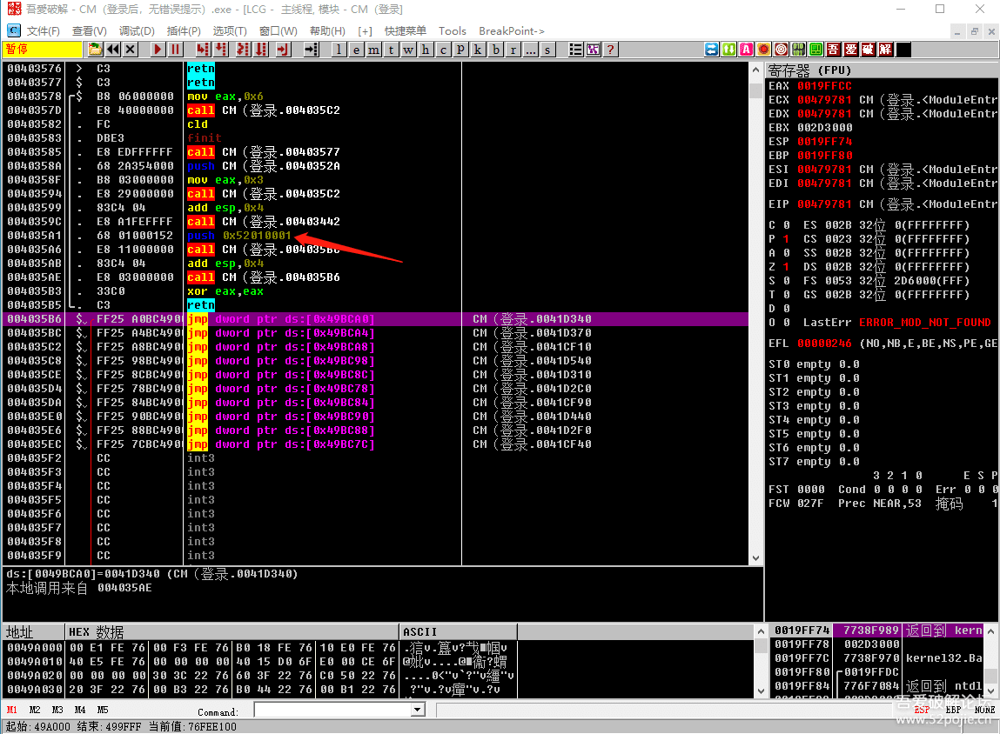 吾爱破解 - CM（登录后，无错误提示）.exe - [LCG - 主线程, 模块 - CM（登录]
文件(F) 查看(V) 调试(D) 插件(P) 选项(T) 窗口(W) 帮助(H) [+] 快捷菜单 Tools BreakPoint->
暂停 l e m t w h c p k b r ... s ? 吾 爱 破 解
00403576 > C3 retn
00403577 $ C3 retn
00403578 $ B8 06000000 mov eax,0x6
0040357D . E8 40000000 call CM（登录.004035C2
00403582 . FC cld
00403583 . DBE3 finit
00403585 . E8 EDFFFFFF call CM（登录.00403577
0040358A . 68 2A354000 push CM（登录.0040352A
0040358F . B8 03000000 mov eax,0x3
00403594 . E8 29000000 call CM（登录.004035C2
00403599 . 83C4 04 add esp,0x4
0040359C . E8 A1FEFFFF call CM（登录.00403442
004035A1 . 68 01000152 push 0x52010001
004035A6 . E8 11000000 call CM（登录.004035BC
004035AB . 83C4 04 add esp,0x4
004035AE . E8 03000000 call CM（登录.004035B6
004035B3 . 33C0 xor eax,eax
004035B5 . C3 retn
004035B6 $ FF25 A0BC490 jmp dword ptr ds:[0x49BCA0] CM（登录.0041D340
004035BC $ FF25 A4BC490 jmp dword ptr ds:[0x49BCA4] CM（登录.0041D370
004035C2 $ FF25 A8BC490 jmp dword ptr ds:[0x49BCA8] CM（登录.0041CF10
004035C8 $ FF25 98BC490 jmp dword ptr ds:[0x49BC98] CM（登录.0041D540
004035CE $ FF25 8CBC490 jmp dword ptr ds:[0x49BC8C] CM（登录.0041D310
004035D4 $ FF25 78BC490 jmp dword ptr ds:[0x49BC78] CM（登录.0041D2C0
004035DA $ FF25 84BC490 jmp dword ptr ds:[0x49BC84] CM（登录.0041CF90
004035E0 $ FF25 90BC490 jmp dword ptr ds:[0x49BC90] CM（登录.0041D440
004035E6 $ FF25 88BC490 jmp dword ptr ds:[0x49BC88] CM（登录.0041D2F0
004035EC $ FF25 7CBC490 jmp dword ptr ds:[0x49BC7C] CM（登录.0041CF40
004035F2 CC int3
004035F3 CC int3
004035F4 CC int3
004035F5 CC int3
004035F6 CC int3
004035F7 CC int3
004035F8 CC int3
004035F9 CC int3
ds:[0049BCA0]=0041D340 (CM（登录.0041D340)
本地调用来自 004035AE
寄存器 (FPU)
EAX 0019FFCC
ECX 00479781 CM（登录.<ModuleEntr
EDX 00479781 CM（登录.<ModuleEntr
EBX 002D3000
ESP 0019FF74
EBP 0019FF80
ESI 00479781 CM（登录.<ModuleEntr
EDI 00479781 CM（登录.<ModuleEntr
EIP 00479781 CM（登录.<ModuleEntr
C 0 ES 002B 32位 0(FFFFFFFF)
P 1 CS 0023 32位 0(FFFFFFFF)
A 0 SS 002B 32位 0(FFFFFFFF)
Z 1 DS 002B 32位 0(FFFFFFFF)
S 0 FS 0053 32位 2D6000(FFF)
T 0 GS 002B 32位 0(FFFFFFFF)
D 0
O 0 LastErr ERROR_MOD_NOT_FOUND
EFL 00000246 (NO,NB,E,BE,NS,PE,GE
ST0 empty 0.0
ST1 empty 0.0
ST2 empty 0.0
ST3 empty 0.0
ST4 empty 0.0
ST5 empty 0.0
ST6 empty 0.0
ST7 empty 0.0
3 2 1 0 E S P
FST 0000 Cond 0 0 0 0 Err 0 0 0
FCW 027F Prec NEAR,53 掩码 1
地址 HEX 数据 ASCII
0049A000 00 E1 FE 76 00 F3 FE 76 B0 18 FE 76 10 E0 FE 76
0049A010 40 E5 FE 76 00 00 00 00 40 15 D0 6F E0 00 CE 6F
0049A020 00 00 00 00 30 3C 22 76 60 3F 22 76 C0 50 22 76
0049A030 20 3F 22 76 00 B3 22 76 B0 44 22 76 00 B1 22 76
0019FF74 7738F989 返回到 kern
0019FF78 002D3000
0019FF7C 7738F970 kernel32.Ba
0019FF80 0019FFDC
0019FF84 776F7084 返回到 ntdl
M1 M2 M3 M4 M5 Command: ESP EBP NONE
起始: 49A000 结束: 499FFF 当前值: 76FEE100
吾爱破解论坛
www.52pojie.cn